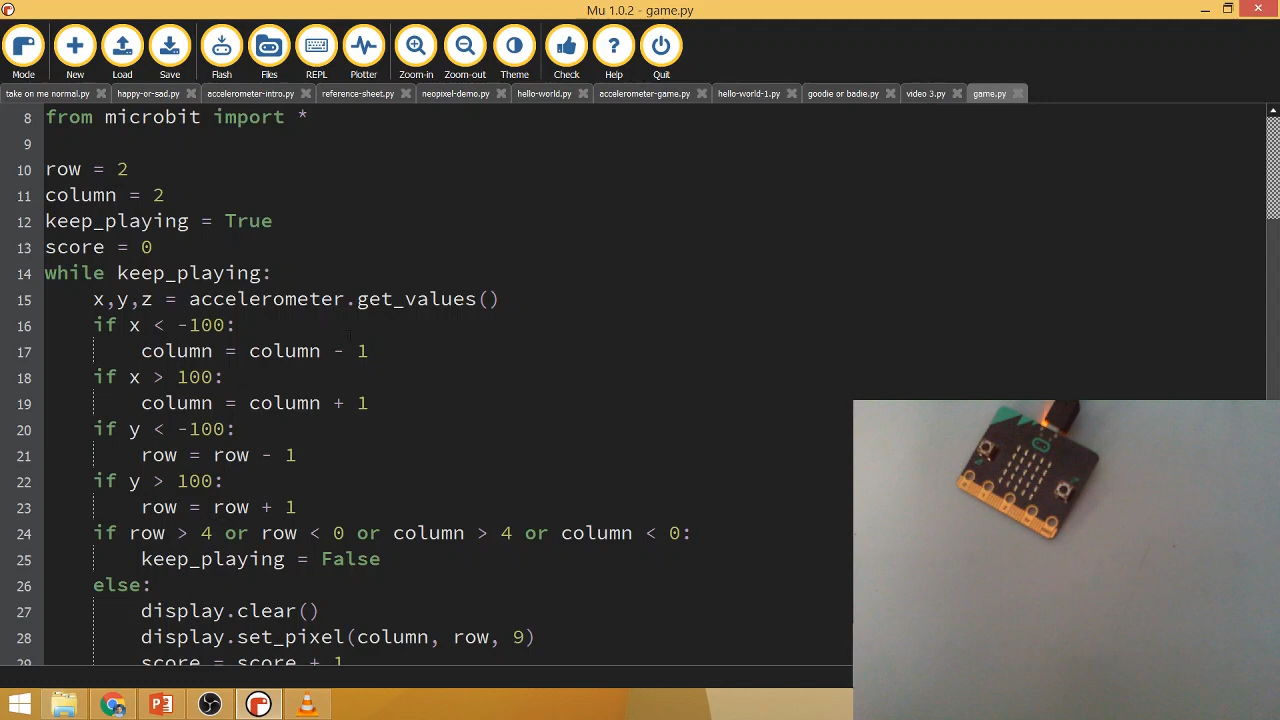 Mu 1.0.2 - game.py
Mode New Load Save Flash Files REPL Plotter Zoom-in Zoom-out Theme Check Help Quit
take on me normal.py happy-or-sad.py accelerometer-intro.py reference-sheet.py neopixel-demo.py hello-world.py accelerometer-game.py hello-world-1.py goodie or badie.py video 3.py game.py
8 from microbit import *
9
10 row = 2
11 column = 2
12 keep_playing = True
13 score = 0
14 while keep_playing:
15     x,y,z = accelerometer.get_values()
16     if x < -100:
17         column = column - 1
18     if x > 100:
19         column = column + 1
20     if y < -100:
21         row = row - 1
22     if y > 100:
23         row = row + 1
24     if row > 4 or row < 0 or column > 4 or column < 0:
25         keep_playing = False
26     else:
27         display.clear()
28         display.set_pixel(column, row, 9)
29         score = score + 1